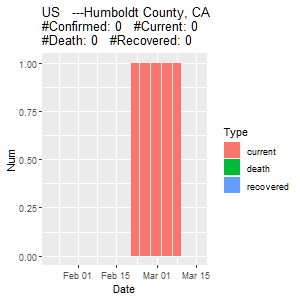 US   ---Humboldt County, CA
#Confirmed: 0   #Current: 0
#Death: 0   #Recovered: 0
1.00
0.75
0.50
0.25
0.00
Num
Feb 01
Feb 15
Mar 01
Mar 15
Date
Type
current
death
recovered